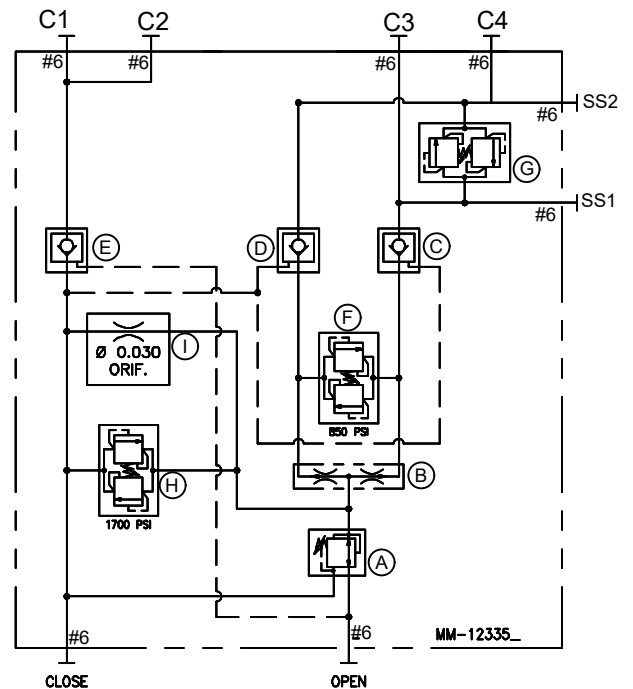 C1 C2 C3 C4
#6 #6 #6 #6
#6 SS2
G
#6 SS1
E D C
F
Ø 0.030
ORIF.
I
850 PSI
B
H
1700 PSI
A
#6 #6 MM-12335_
CLOSE OPEN